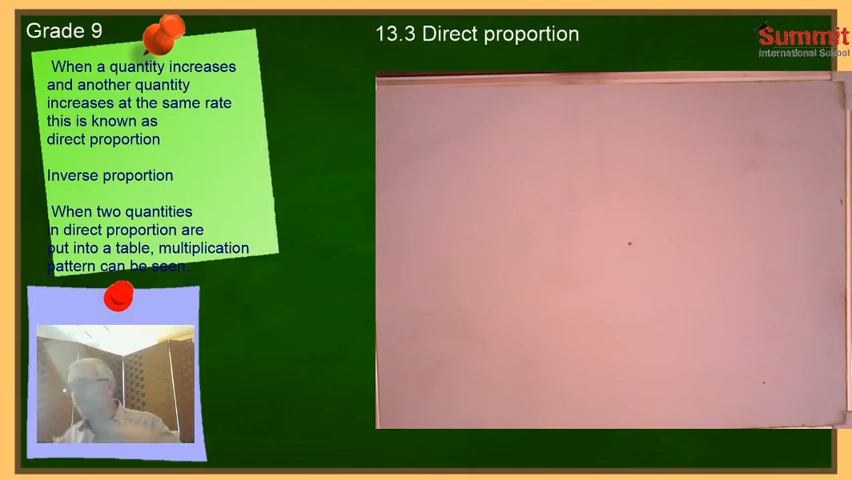 Grade 9
13.3 Direct proportion
Summit
International School
When a quantity increases
and another quantity
increases at the same rate
this is known as
direct proportion
Inverse proportion
When two quantities
in direct proportion are
put into a table, multiplication
pattern can be seen.